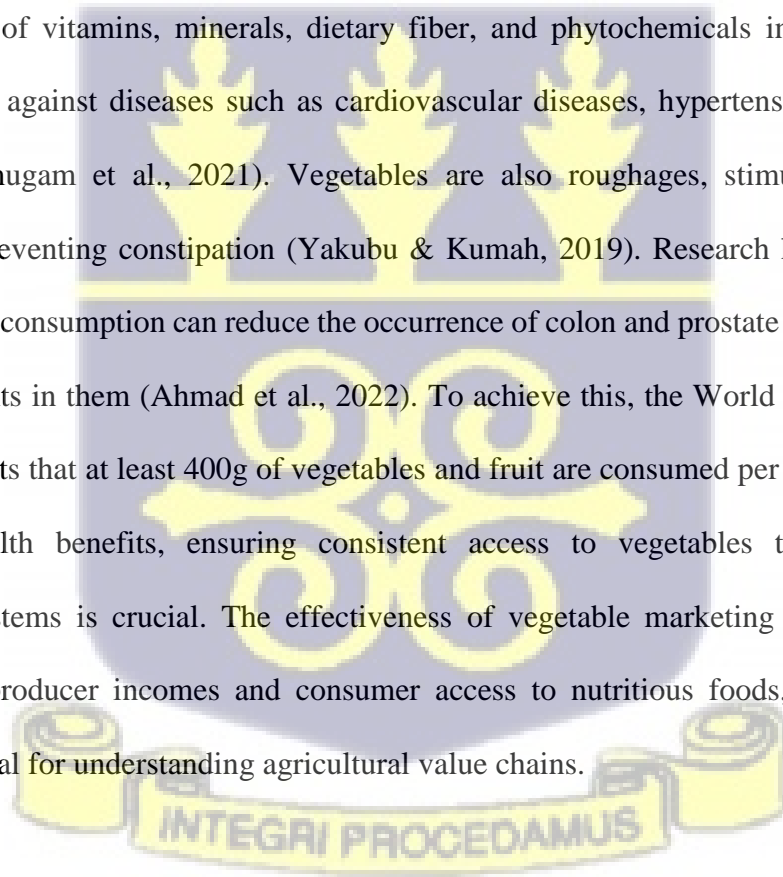 of vitamins, minerals, dietary fiber, and phytochemicals in
against diseases such as cardiovascular diseases, hypertens
nugam et al., 2021). Vegetables are also roughages, stimu
eventing constipation (Yakubu & Kumah, 2019). Research
consumption can reduce the occurrence of colon and prostate
ts in them (Ahmad et al., 2022). To achieve this, the World
ts that at least 400g of vegetables and fruit are consumed per
lth benefits, ensuring consistent access to vegetables t
stems is crucial. The effectiveness of vegetable marketing
producer incomes and consumer access to nutritious foods.
al for understanding agricultural value chains.
INTEGRI PROCEDAMUS